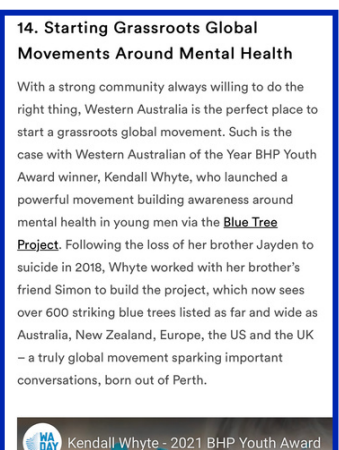 14. Starting Grassroots Global
Movements Around Mental Health
With a strong community always willing to do the
right thing, Western Australia is the perfect place to
start a grassroots global movement. Such is the
case with Western Australian of the Year BHP Youth
Award winner, Kendall Whyte, who launched a
powerful movement building awareness around
mental health in young men via the Blue Tree
Project. Following the loss of her brother Jayden to
suicide in 2018, Whyte worked with her brother’s
friend Simon to build the project, which now sees
over 600 striking blue trees listed as far and wide as
Australia, New Zealand, Europe, the US and the UK
– a truly global movement sparking important
conversations, born out of Perth.
WA
DAY
Kendall Whyte - 2021 BHP Youth Award